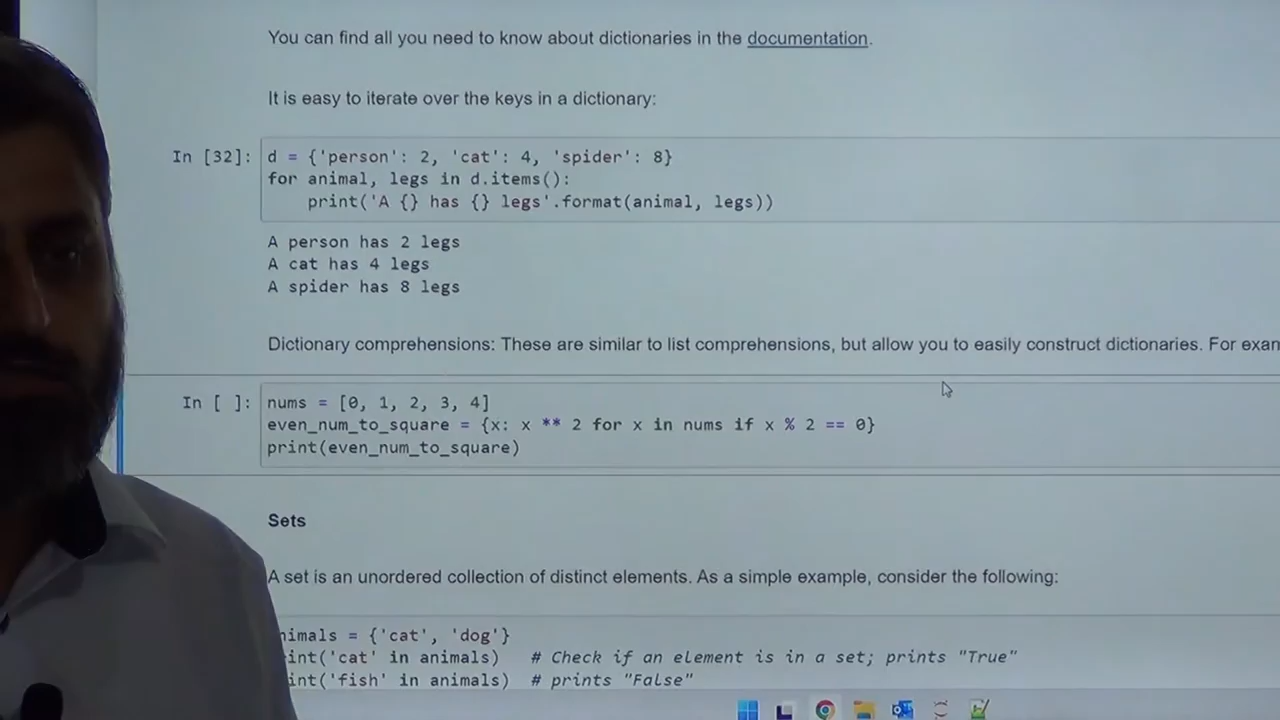 You can find all you need to know about dictionaries in the documentation.
It is easy to iterate over the keys in a dictionary:
In [32]: d = {'person': 2, 'cat': 4, 'spider': 8}
for animal, legs in d.items():
    print('A {} has {} legs'.format(animal, legs))
A person has 2 legs
A cat has 4 legs
A spider has 8 legs
Dictionary comprehensions: These are similar to list comprehensions, but allow you to easily construct dictionaries. For exam
In [ ]: nums = [0, 1, 2, 3, 4]
even_num_to_square = {x: x ** 2 for x in nums if x % 2 == 0}
print(even_num_to_square)
Sets
A set is an unordered collection of distinct elements. As a simple example, consider the following:
nimals = {'cat', 'dog'}
int('cat' in animals)   # Check if an element is in a set; prints "True"
int('fish' in animals)  # prints "False"